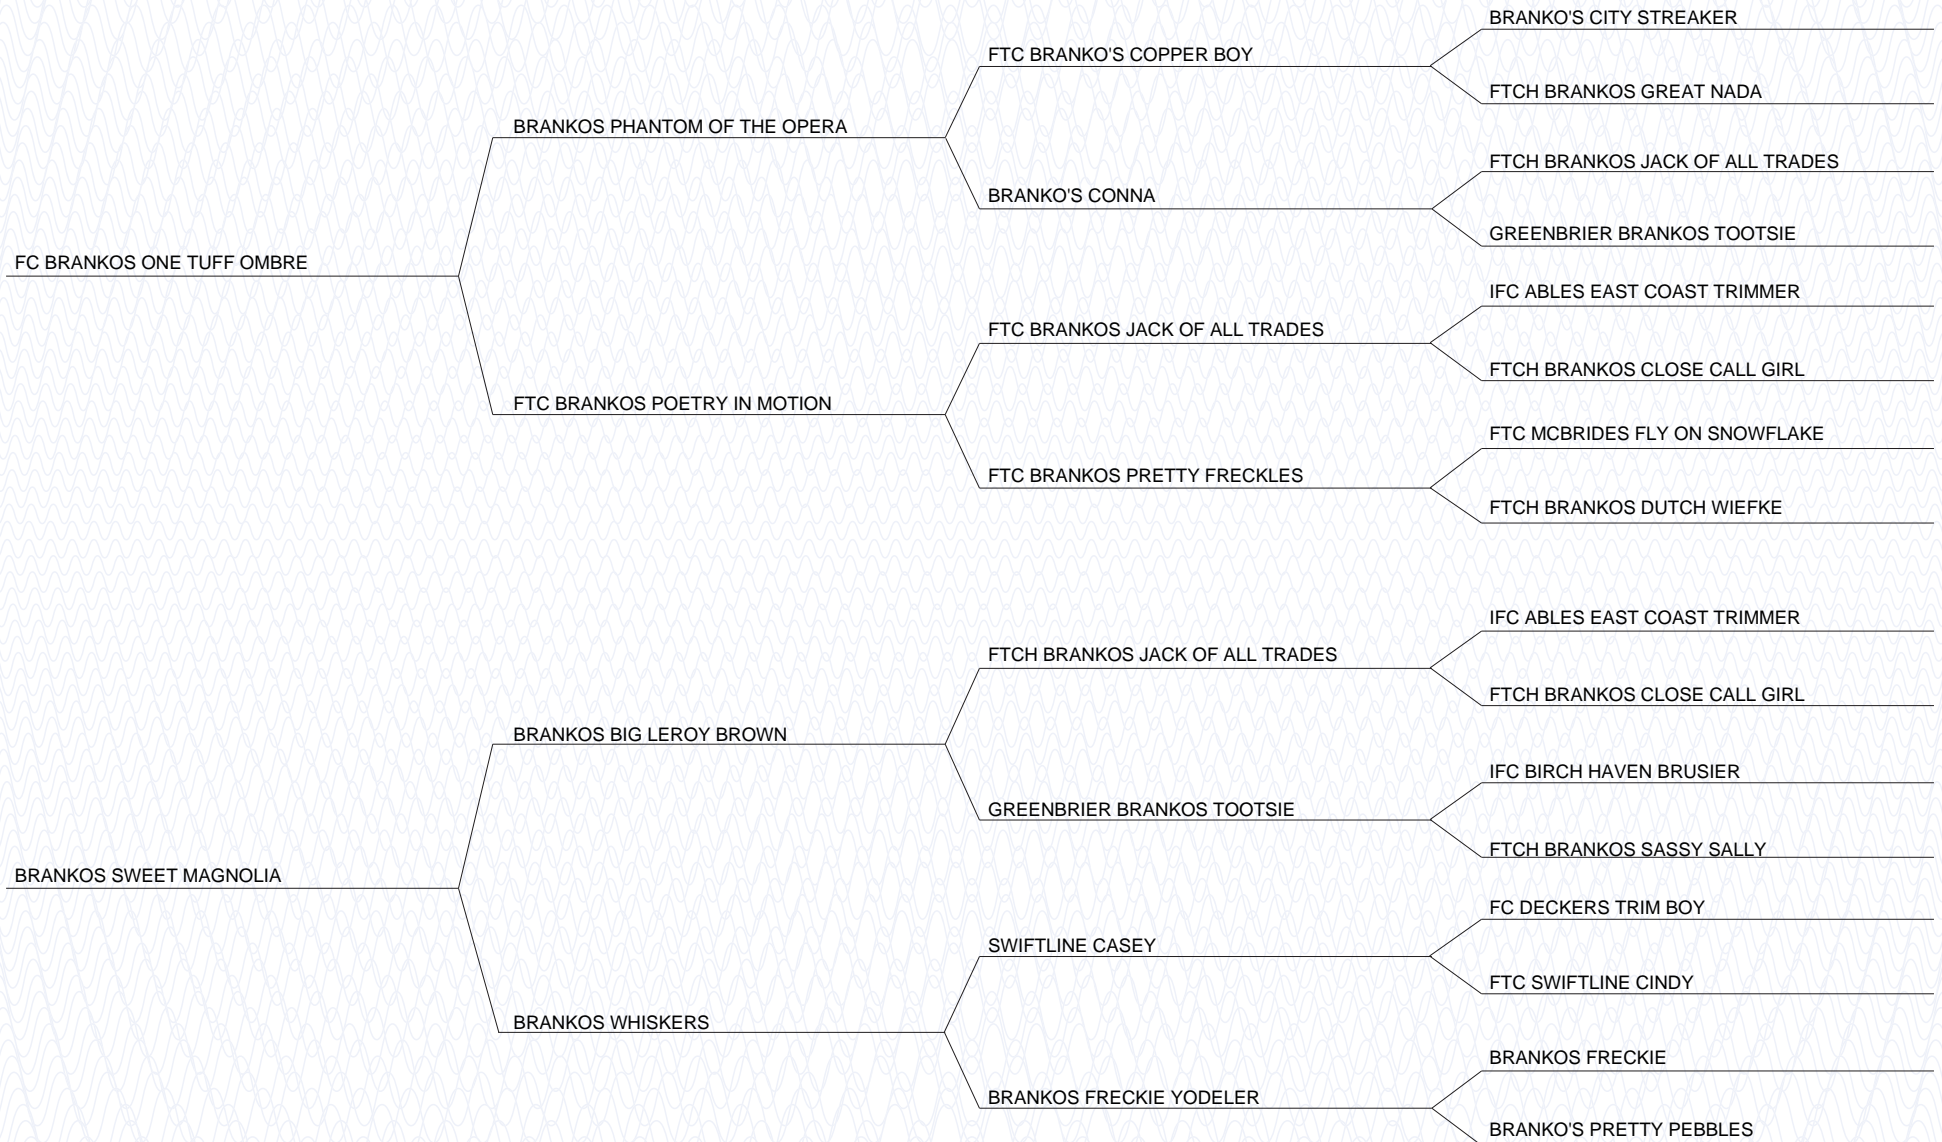 BRANKO'S CITY STREAKER
FTC BRANKO'S COPPER BOY
FTCH BRANKOS GREAT NADA
BRANKOS PHANTOM OF THE OPERA
FTCH BRANKOS JACK OF ALL TRADES
BRANKO'S CONNA
GREENBRIER BRANKOS TOOTSIE
FC BRANKOS ONE TUFF OMBRE
IFC ABLES EAST COAST TRIMMER
FTC BRANKOS JACK OF ALL TRADES
FTCH BRANKOS CLOSE CALL GIRL
FTC BRANKOS POETRY IN MOTION
FTC MCBRIDES FLY ON SNOWFLAKE
FTC BRANKOS PRETTY FRECKLES
FTCH BRANKOS DUTCH WIEFKE
IFC ABLES EAST COAST TRIMMER
FTCH BRANKOS JACK OF ALL TRADES
FTCH BRANKOS CLOSE CALL GIRL
BRANKOS BIG LEROY BROWN
IFC BIRCH HAVEN BRUSIER
GREENBRIER BRANKOS TOOTSIE
FTCH BRANKOS SASSY SALLY
BRANKOS SWEET MAGNOLIA
FC DECKERS TRIM BOY
SWIFTLINE CASEY
FTC SWIFTLINE CINDY
BRANKOS WHISKERS
BRANKOS FRECKIE
BRANKOS FRECKIE YODELER
BRANKO'S PRETTY PEBBLES